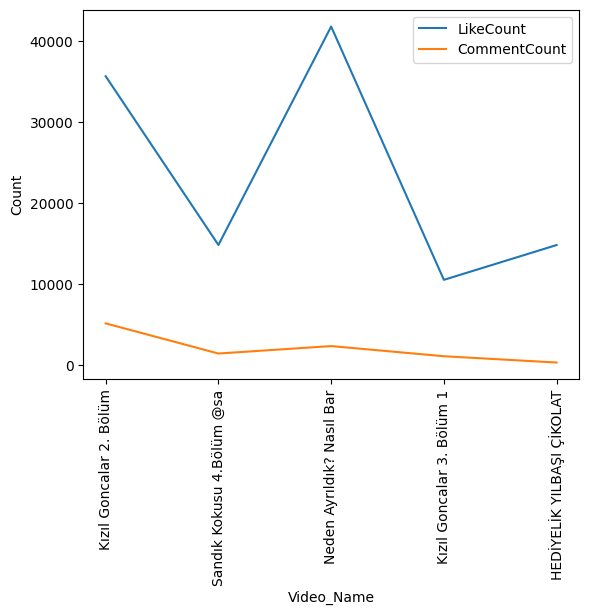 LikeCount
CommentCount
Count
40000
30000
20000
10000
0
Kızıl Goncalar 2. Bölüm
Sandık Kokusu 4.Bölüm @sa
Neden Ayrıldık? Nasıl Bar
Kızıl Goncalar 3. Bölüm 1
HEDİYELİK YILBAŞI ÇİKOLAT
Video_Name